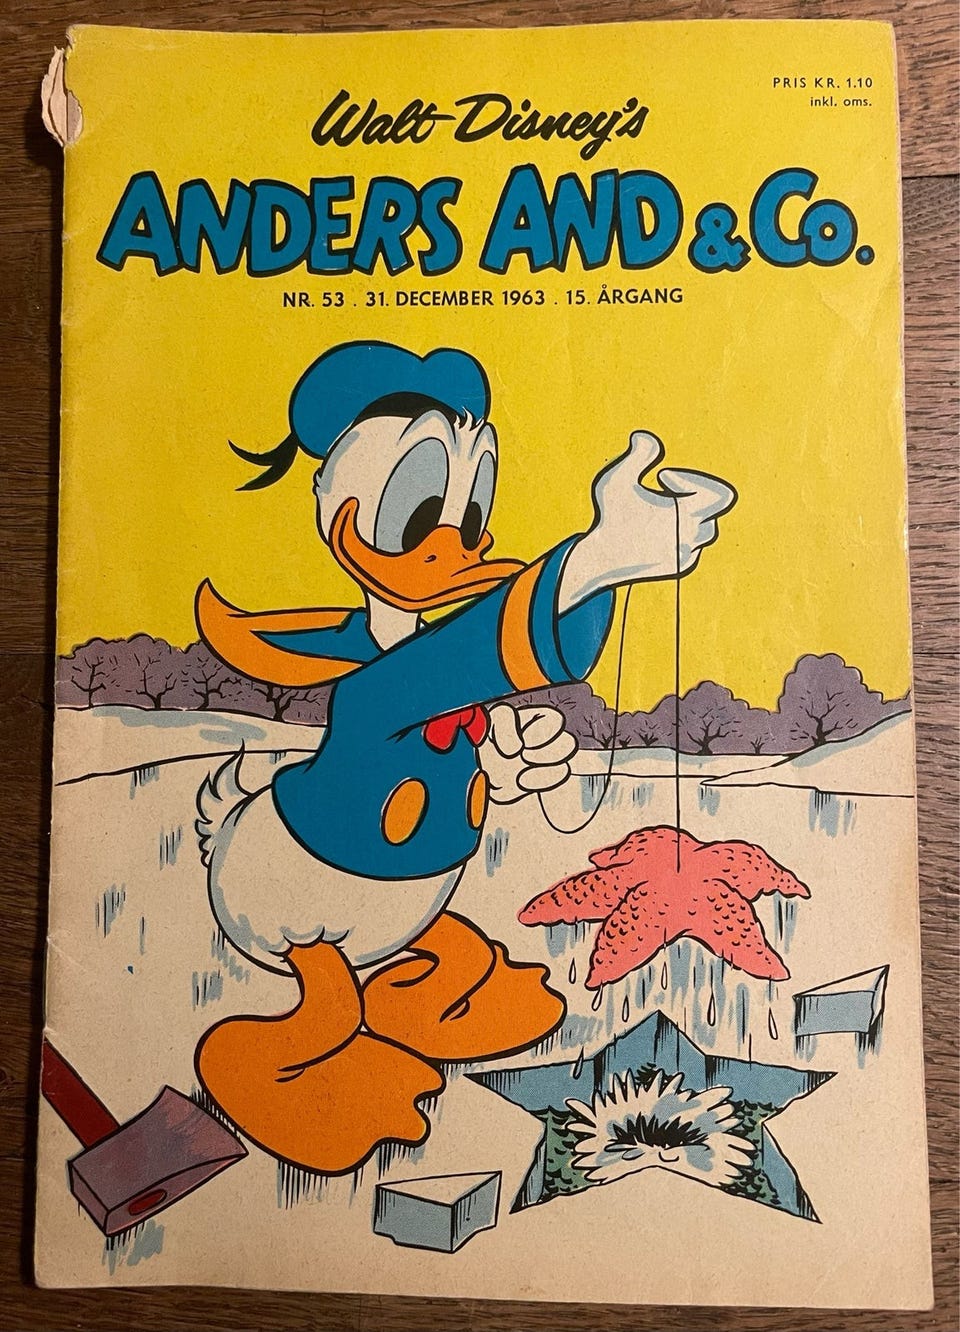 PRIS KR. 1.10
inkl. oms.
Walt Disney's
ANDERS AND & Co.
NR. 53 . 31. DECEMBER 1963 . 15. ÅRGANG